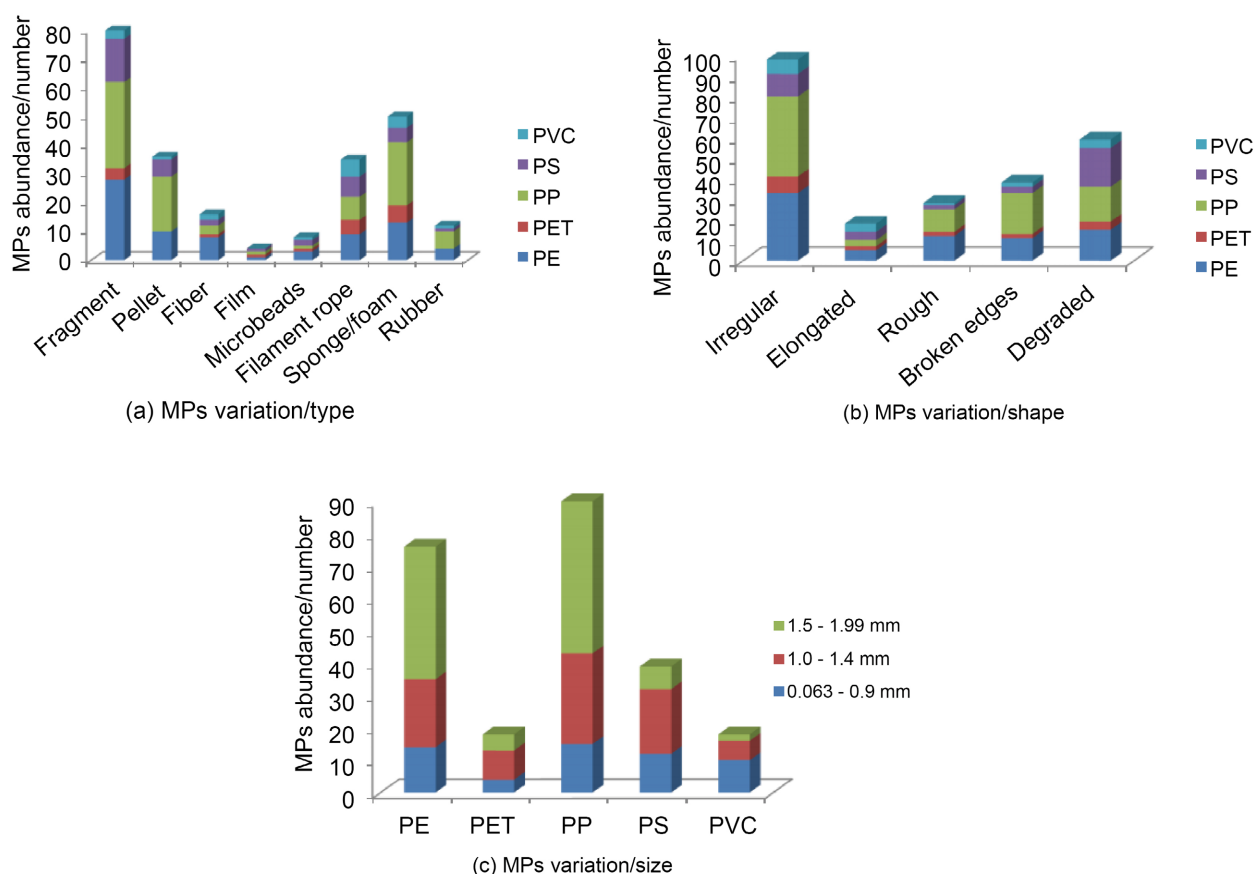 MPs abundance/number
80
70
60
50
40
30
20
10
0
Fragment
Pellet
Fiber
Film
Microbeads
Filament rope
Sponge/foam
Rubber
PVC
PS
PP
PET
PE
(a) MPs variation/type
MPs abundance/number
100
90
80
70
60
50
40
30
20
10
0
Irregular
Elongated
Rough
Broken edges
Degraded
PVC
PS
PP
PET
PE
(b) MPs variation/shape
MPs abundance/number
90
80
70
60
50
40
30
20
10
0
PE
PET
PP
PS
PVC
1.5 - 1.99 mm
1.0 - 1.4 mm
0.063 - 0.9 mm
(c) MPs variation/size